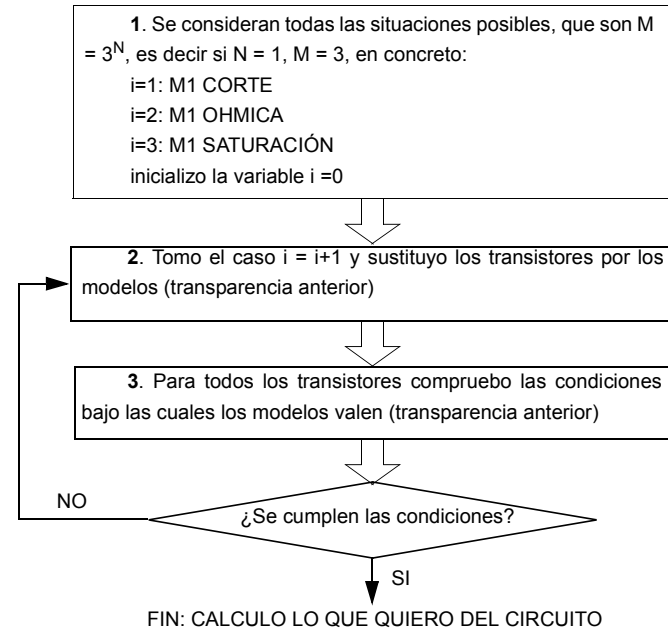 1. Se consideran todas las situaciones posibles, que son M
= 3^N, es decir si N = 1, M = 3, en concreto:
i=1: M1 CORTE
i=2: M1 OHMICA
i=3: M1 SATURACIÓN
inicializo la variable i =0
2. Tomo el caso i = i+1 y sustituyo los transistores por los
modelos (transparencia anterior)
3. Para todos los transistores compruebo las condiciones
bajo las cuales los modelos valen (transparencia anterior)
NO
¿Se cumplen las condiciones?
SI
FIN: CALCULO LO QUE QUIERO DEL CIRCUITO